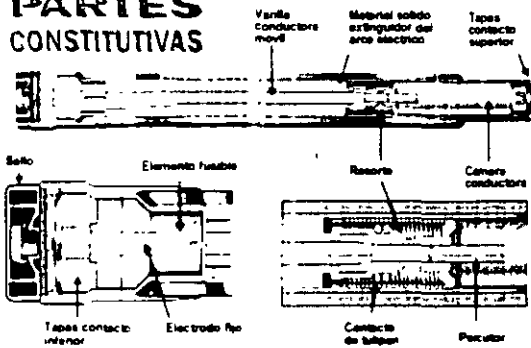 PARTES
CONSTITUTIVAS
Varilla
conductora
movil
Material solido
extinguidor del
arco electrico
Tapas
contacto
superior
Sello
Elemento fusible
Resorte
Camara
conductora
Tapas contacto
inferior
Electrodo fijo
Contacto
de tulipan
Percutor